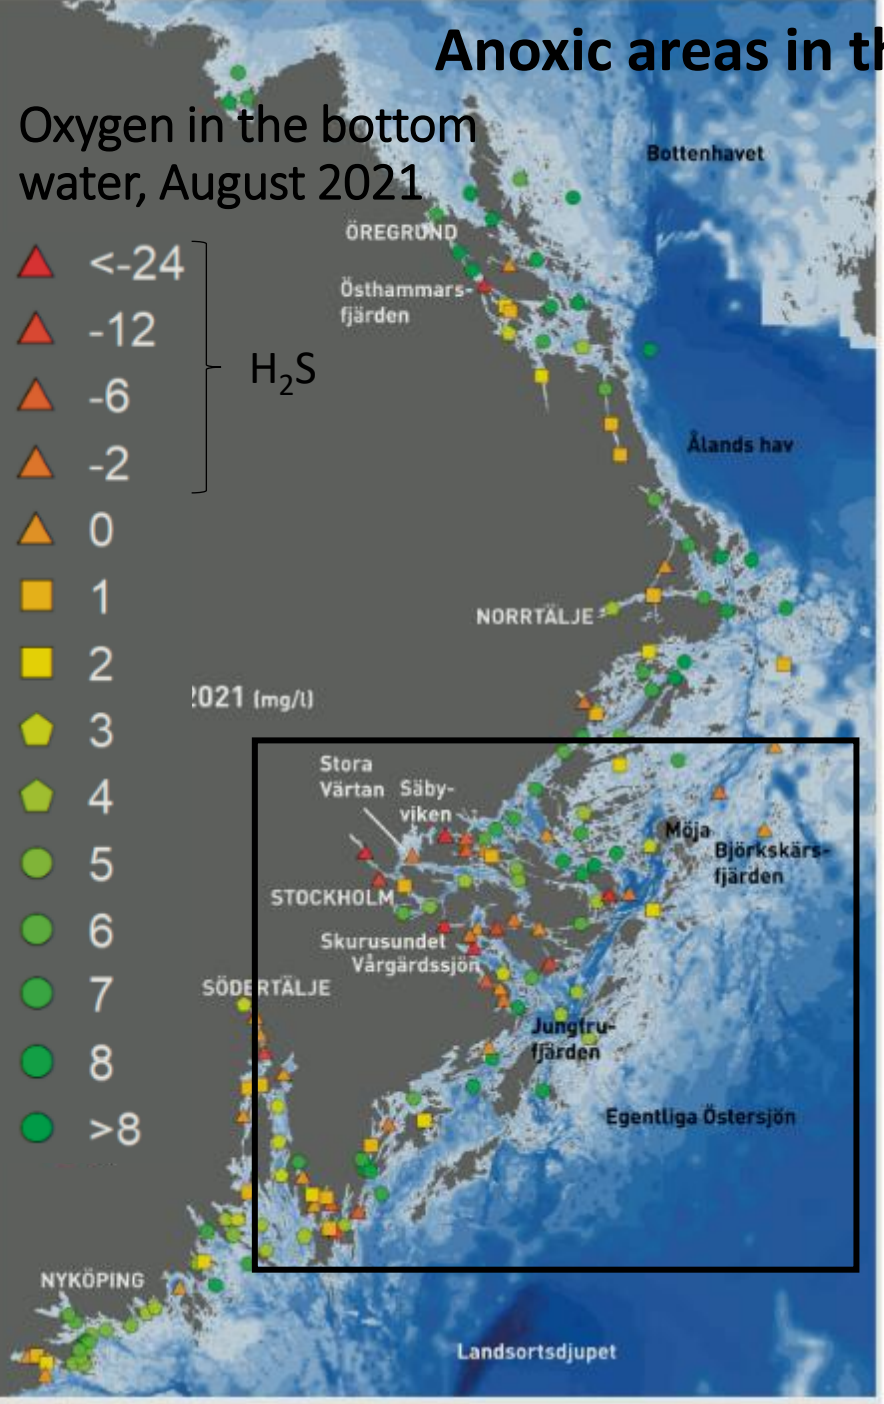 Anoxic areas in th
Oxygen in the bottom
water, August 2021
<-24
-12
-6
-2
H2S
0
1
2
3
4
5
6
7
8
>8
2021 (mg/l)
Bottenhavet
ÖREGRUND
Östhammars-
fjärden
Ålands hav
NORRTÄLJE
Stora
Värtan
Säby-
viken
Möja
Björkskärs-
fjärden
STOCKHOLM
Skurusundet
Vårgärdssjön
SÖDERTÄLJE
Jungfru-
fjärden
Egentliga Östersjön
NYKÖPING
Landsortsdjupet